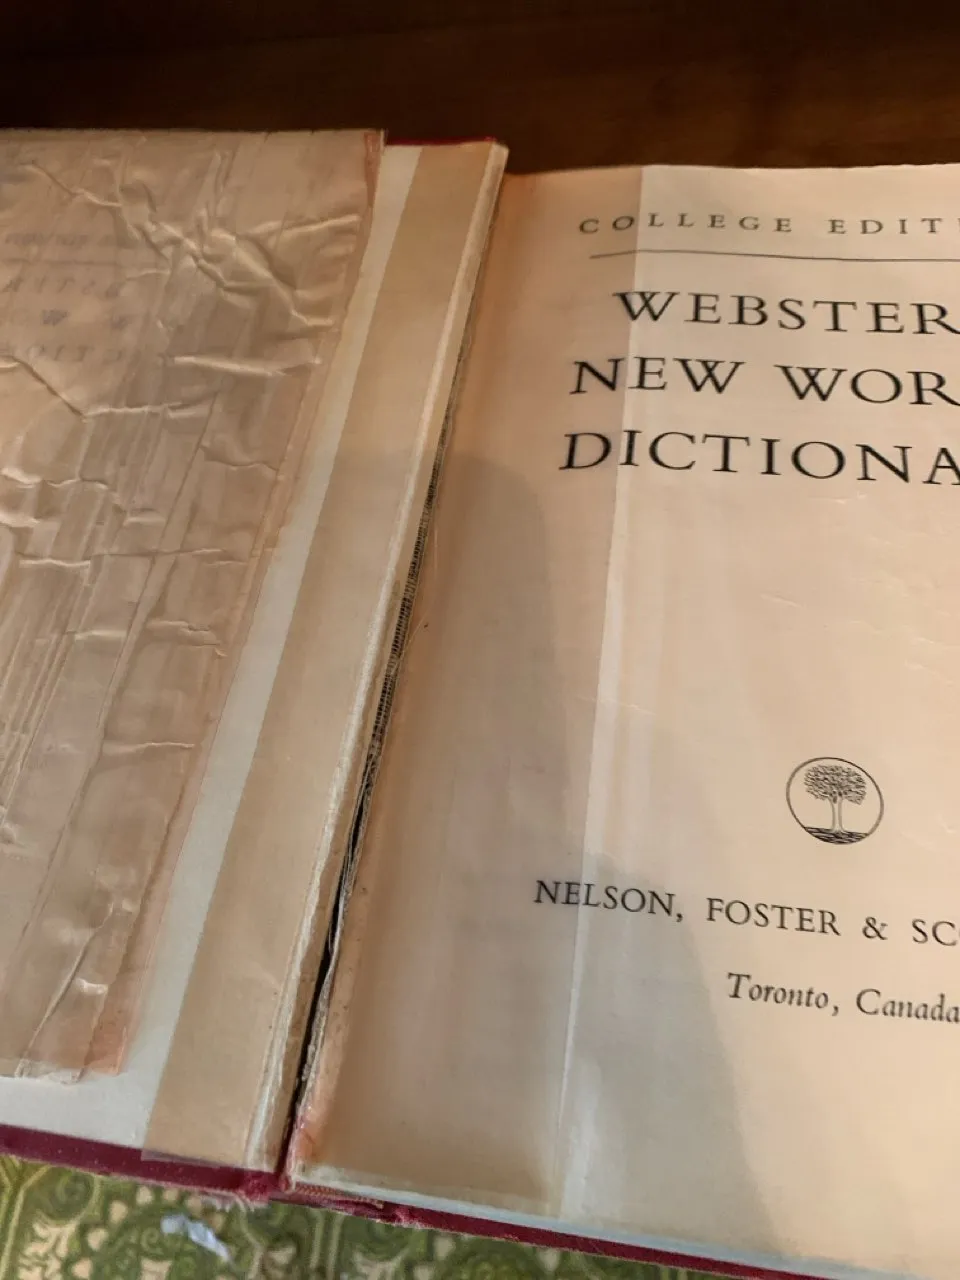 COLLEGE EDIT
WEBSTER
NEW WOR
DICTIONA
NELSON, FOSTER & SC
Toronto, Canada